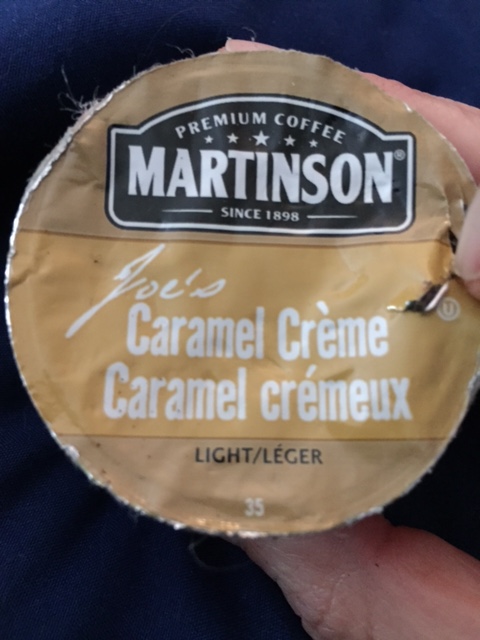 PREMIUM COFFEE
MARTINSON®
SINCE 1898
Joe's
Caramel Crème
Caramel crémeux
U
LIGHT/LÉGER
35